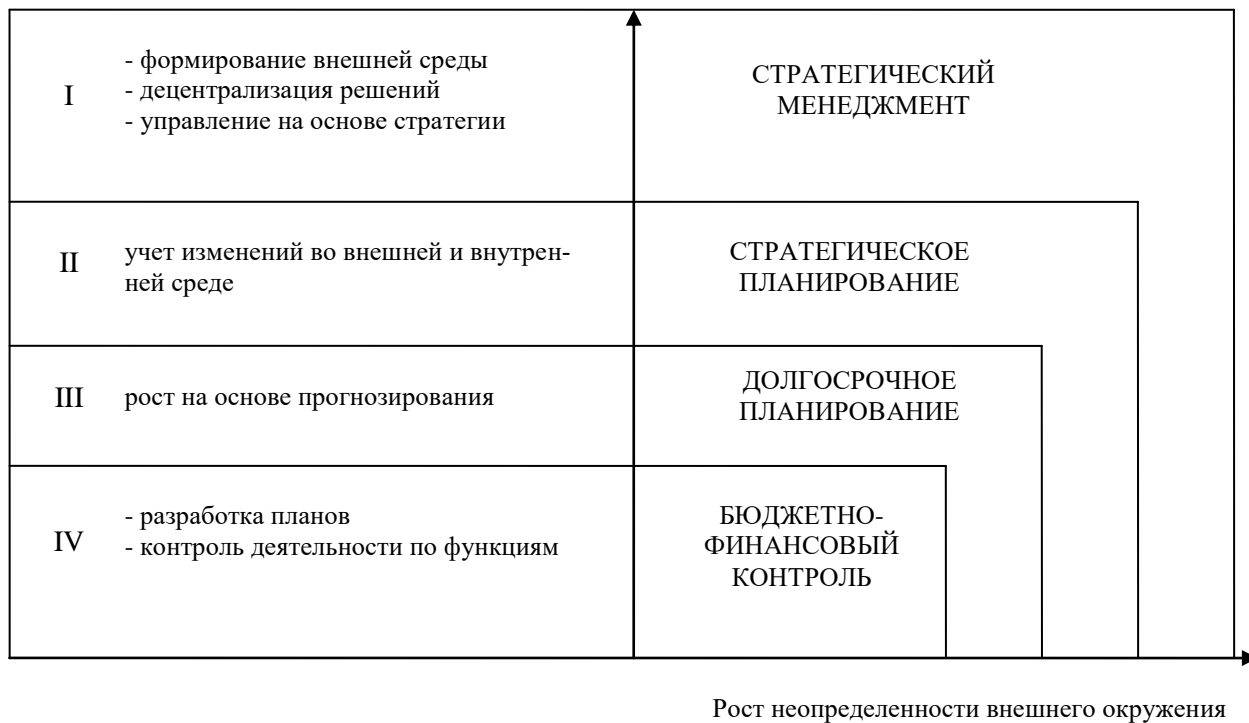 I
- формирование внешней среды
- децентрализация решений
- управление на основе стратегии
СТРАТЕГИЧЕСКИЙ
МЕНЕДЖМЕНТ
II
учет изменений во внешней и внутрен-
ней среде
СТРАТЕГИЧЕСКОЕ
ПЛАНИРОВАНИЕ
III
рост на основе прогнозирования
ДОЛГОСРОЧНОЕ
ПЛАНИРОВАНИЕ
IV
- разработка планов
- контроль деятельности по функциям
БЮДЖЕТНО-
ФИНАНСОВЫЙ
КОНТРОЛЬ
Рост неопределенности внешнего окружения